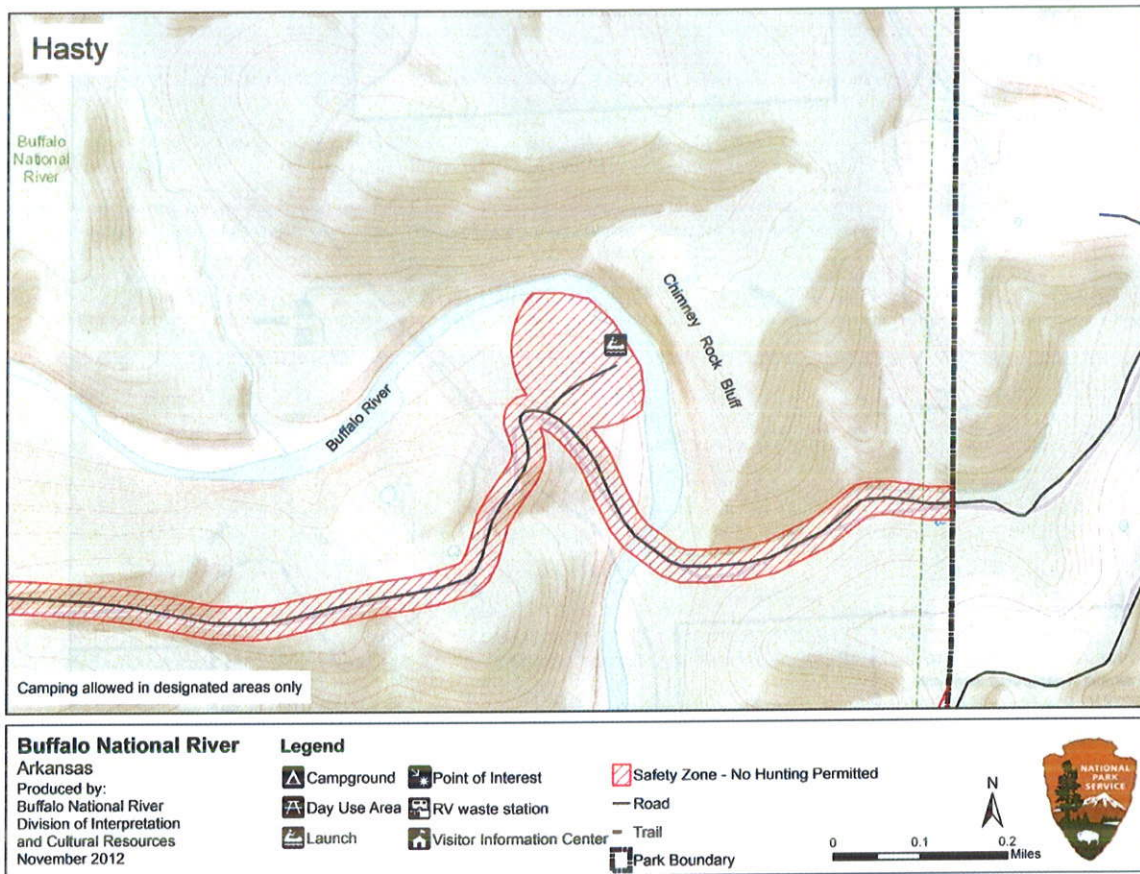 Hasty
Buffalo
National
River
Chimney Rock Bluff
Buffalo River
Camping allowed in designated areas only
Buffalo National River
Arkansas
Produced by:
Buffalo National River
Division of Interpretation
and Cultural Resources
November 2012
Legend
Campground
Day Use Area
Launch
Point of Interest
RV waste station
Visitor Information Center
Safety Zone - No Hunting Permitted
Road
Trail
Park Boundary
N
0 0.1 0.2
Miles
NATIONAL
PARK
SERVICE